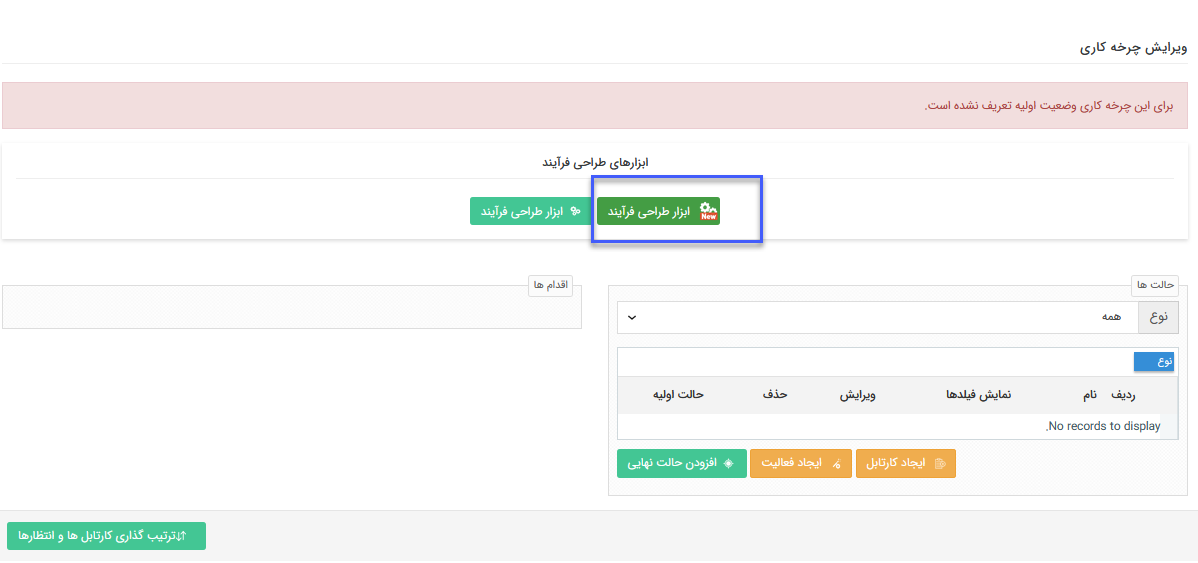 ویرایش چرخه کاری
برای این چرخه کاری وضعیت اولیه تعریف نشده است.
ابزارهای طراحی فرآیند
New ابزار طراحی فرآیند
ابزار طراحی فرآیند
حالت ها
نوع همه
نوع
ردیف نام نمایش فیلدها ویرایش حذف حالت اولیه
No records to display.
ایجاد کارتابل ایجاد فعالیت افزودن حالت نهایی
اقدام ها
ترتیب گذاری کارتابل ها و انتظارها